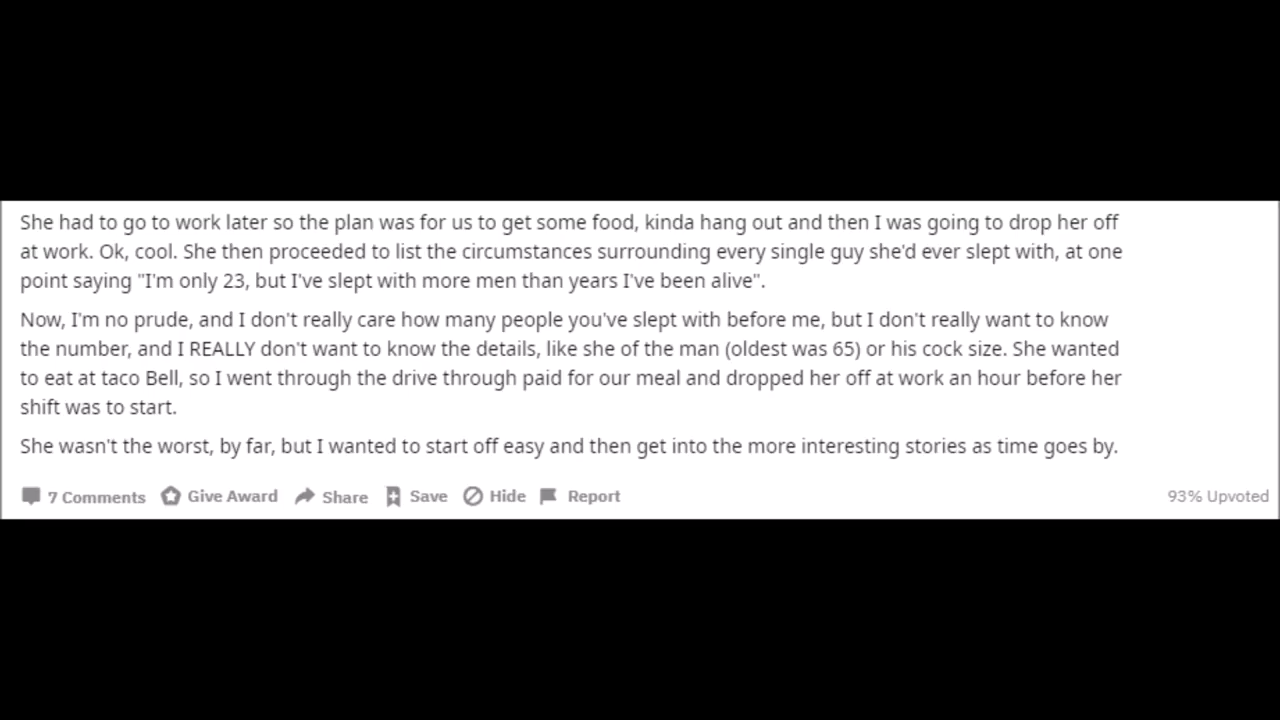 She had to go to work later so the plan was for us to get some food, kinda hang out and then I was going to drop her off
at work. Ok, cool. She then proceeded to list the circumstances surrounding every single guy she'd ever slept with, at one
point saying "I'm only 23, but I've slept with more men than years I've been alive".
Now, I'm no prude, and I don't really care how many people you've slept with before me, but I don't really want to know
the number, and I REALLY don't want to know the details, like she of the man (oldest was 65) or his cock size. She wanted
to eat at taco Bell, so I went through the drive through paid for our meal and dropped her off at work an hour before her
shift was to start.
She wasn't the worst, by far, but I wanted to start off easy and then get into the more interesting stories as time goes by.
7 Comments Give Award Share Save Hide Report 93% Upvoted